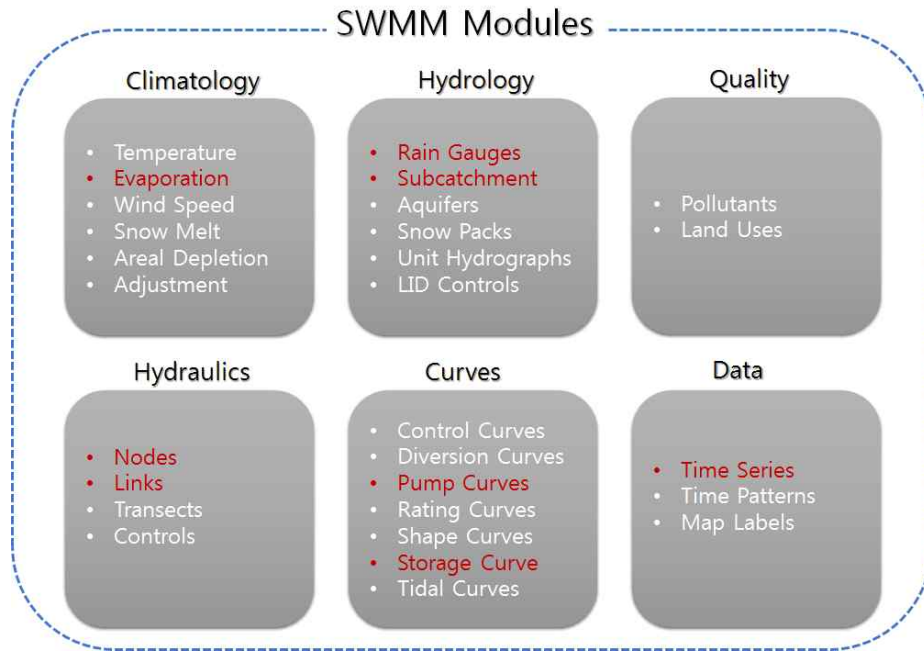 SWMM Modules
Climatology
• Temperature
• Evaporation
• Wind Speed
• Snow Melt
• Areal Depletion
• Adjustment
Hydrology
• Rain Gauges
• Subcatchment
• Aquifers
• Snow Packs
• Unit Hydrographs
• LID Controls
Quality
• Pollutants
• Land Uses
Hydraulics
• Nodes
• Links
• Transects
• Controls
Curves
• Control Curves
• Diversion Curves
• Pump Curves
• Rating Curves
• Shape Curves
• Storage Curve
• Tidal Curves
Data
• Time Series
• Time Patterns
• Map Labels